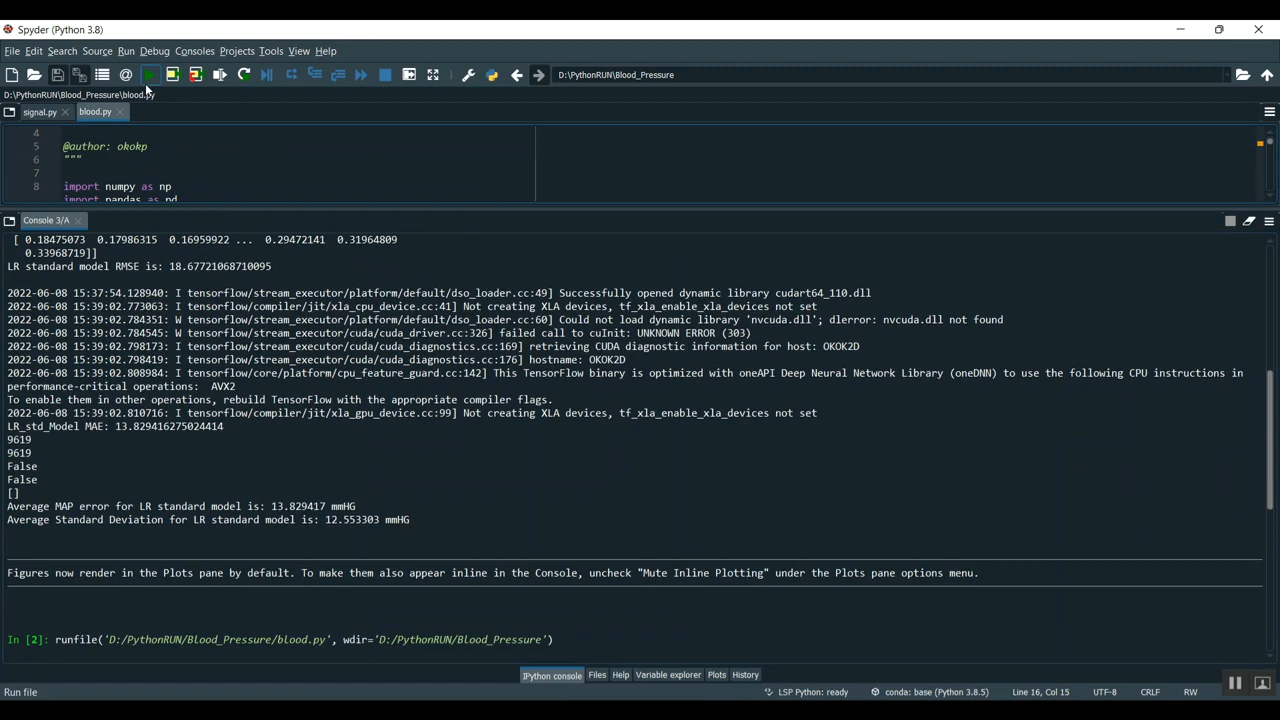 Spyder (Python 3.8)
File Edit Search Source Run Debug Consoles Projects Tools View Help
D:\PythonRUN\Blood_Pressure
D:\PythonRUN\Blood_Pressure\blood.py
signal.py blood.py
4
5 @author: okokp
6 """
7
8 import numpy as np
import pandas as pd
Console 3/A
[ 0.18475073 0.17986315 0.16959922 ... 0.29472141 0.31964809
0.33968719]]
LR standard model RMSE is: 18.67721068710095
2022-06-08 15:37:54.128940: I tensorflow/stream_executor/platform/default/dso_loader.cc:49] Successfully opened dynamic library cudart64_110.dll
2022-06-08 15:39:02.773063: I tensorflow/compiler/jit/xla_cpu_device.cc:41] Not creating XLA devices, tf_xla_enable_xla_devices not set
2022-06-08 15:39:02.784351: W tensorflow/stream_executor/platform/default/dso_loader.cc:60] Could not load dynamic library 'nvcuda.dll'; dlerror: nvcuda.dll not found
2022-06-08 15:39:02.784545: W tensorflow/stream_executor/cuda/cuda_driver.cc:326] failed call to cuInit: UNKNOWN ERROR (303)
2022-06-08 15:39:02.798173: I tensorflow/stream_executor/cuda/cuda_diagnostics.cc:169] retrieving CUDA diagnostic information for host: OKOK2D
2022-06-08 15:39:02.798419: I tensorflow/stream_executor/cuda/cuda_diagnostics.cc:176] hostname: OKOK2D
2022-06-08 15:39:02.808984: I tensorflow/core/platform/cpu_feature_guard.cc:142] This TensorFlow binary is optimized with oneAPI Deep Neural Network Library (oneDNN) to use the following CPU instructions in
performance-critical operations: AVX2
To enable them in other operations, rebuild TensorFlow with the appropriate compiler flags.
2022-06-08 15:39:02.810716: I tensorflow/compiler/jit/xla_gpu_device.cc:99] Not creating XLA devices, tf_xla_enable_xla_devices not set
LR_std_Model MAE: 13.829416275024414
9619
9619
False
False
[]
Average MAP error for LR standard model is: 13.829417 mmHG
Average Standard Deviation for LR standard model is: 12.553303 mmHG
Figures now render in the Plots pane by default. To make them also appear inline in the Console, uncheck "Mute Inline Plotting" under the Plots pane options menu.
In [2]: runfile('D:/PythonRUN/Blood_Pressure/blood.py', wdir='D:/PythonRUN/Blood_Pressure')
IPython console Files Help Variable explorer Plots History
Run file LSP Python: ready conda: base (Python 3.8.5) Line 16, Col 15 UTF-8 CRLF RW